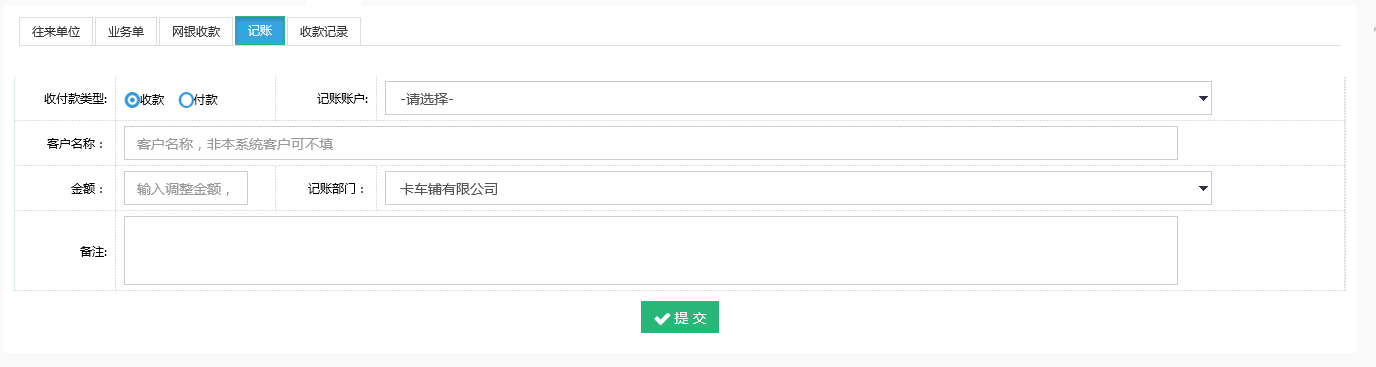 往来单位 业务单 网银收款 记账 收款记录
收付款类型: 收款 付款 记账账户: -请选择-
客户名称： 客户名称，非本系统客户可不填
金额： 输入调整金额， 记账部门： 卡车铺有限公司
备注:
提 交